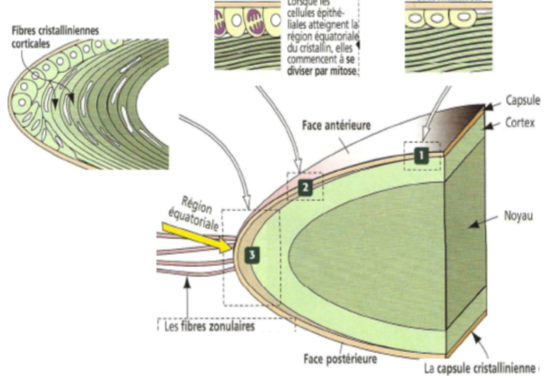 Lorsque les
cellules épithé-
liales atteignent la
région équatoriale
du cristallin, elles
commencent à se
diviser par mitose.
Fibres cristalliniennes
corticales
Capsule
Cortex
Face antérieure
1
2
Noyau
Région
équatoriale
3
Les fibres zonulaires
Face postérieure
La capsule cristallinienne